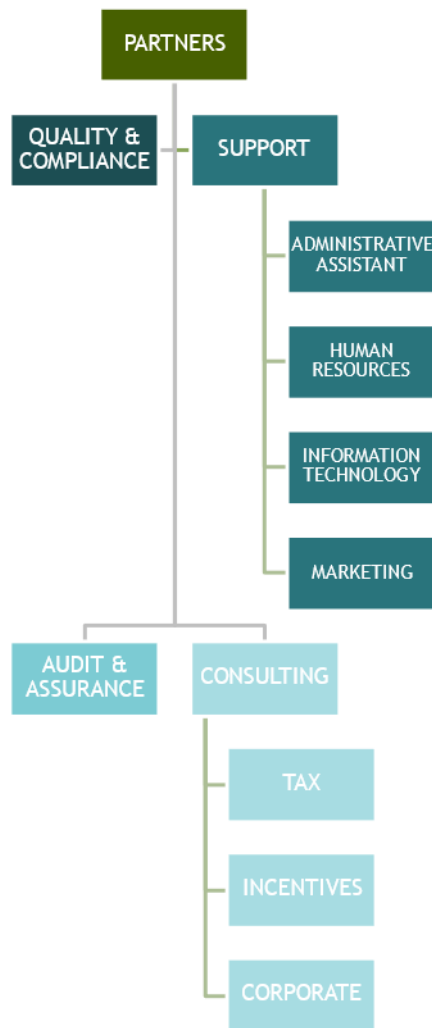 PARTNERS
QUALITY &
COMPLIANCE
SUPPORT
ADMINISTRATIVE
ASSISTANT
HUMAN
RESOURCES
INFORMATION
TECHNOLOGY
MARKETING
AUDIT &
ASSURANCE
CONSULTING
TAX
INCENTIVES
CORPORATE